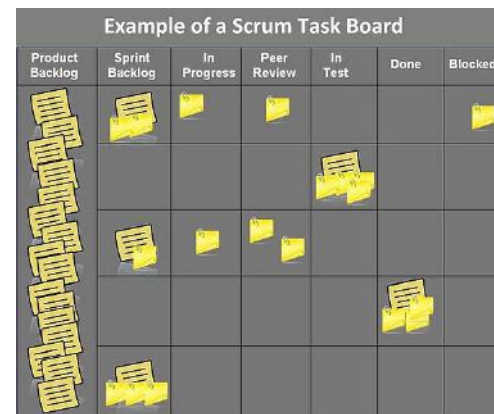 Example of a Scrum Task Board
Product
Backlog
Sprint
Backlog
In
Progress
Peer
Review
In
Test
Done
Blocked